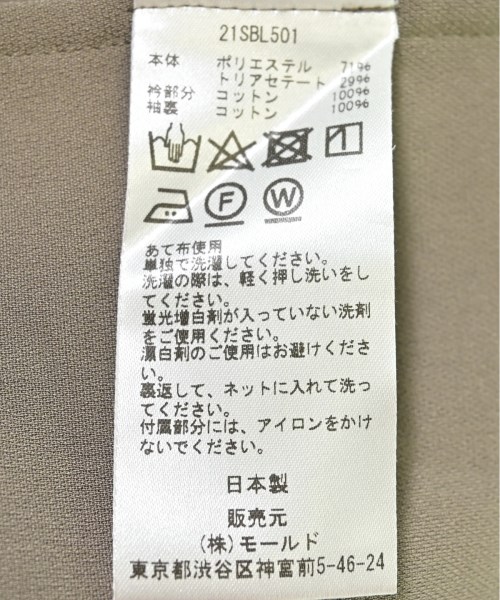 21SBL501
本体 ポリエステル 71%
トリアセテート 29%
衿部分 コットン 100%
袖裏 コットン 100%
F W
あて布使用
単独で洗濯してください。
洗濯の際は、軽く押し洗いをし
てください。
蛍光増白剤が入っていない洗剤
をご使用ください。
漂白剤のご使用はお避けくださ
い。
裏返して、ネットに入れて洗っ
てください。
付属部分には、アイロンをかけ
ないでください。
日本製
販売元
(株)モールド
東京都渋谷区神宮前5-46-24